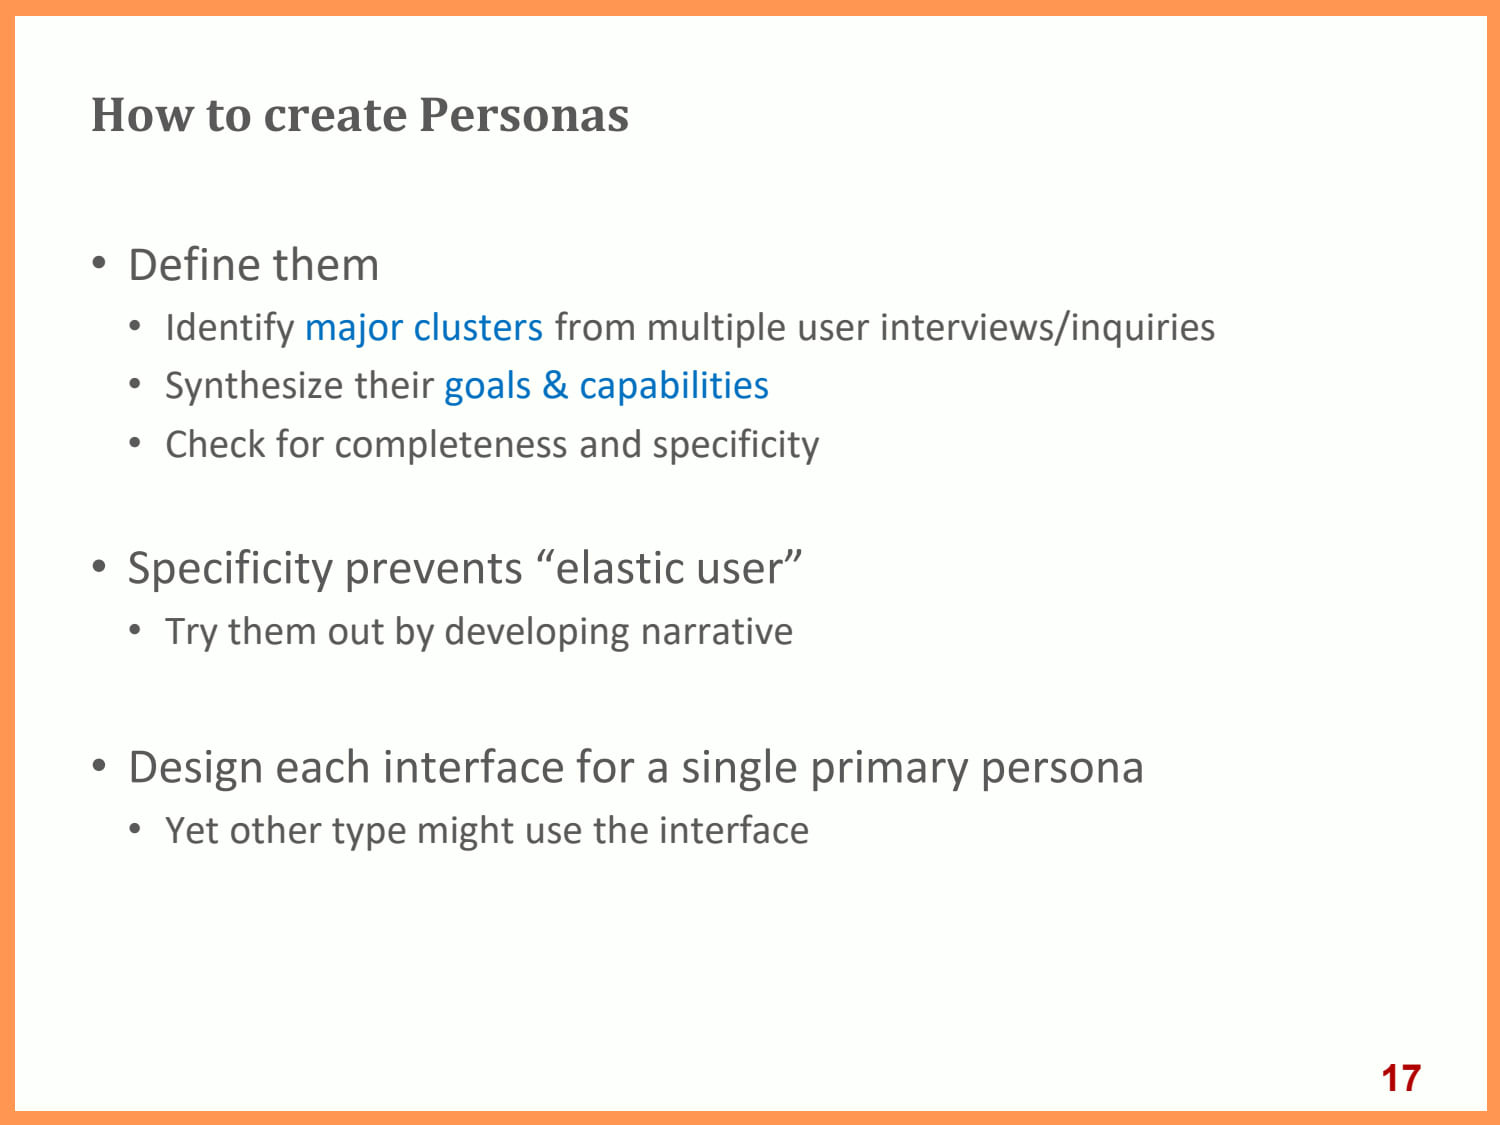 How to create Personas
• Define them
• Identify major clusters from multiple user interviews/inquiries
• Synthesize their goals & capabilities
• Check for completeness and specificity
• Specificity prevents “elastic user”
• Try them out by developing narrative
• Design each interface for a single primary persona
• Yet other type might use the interface
17